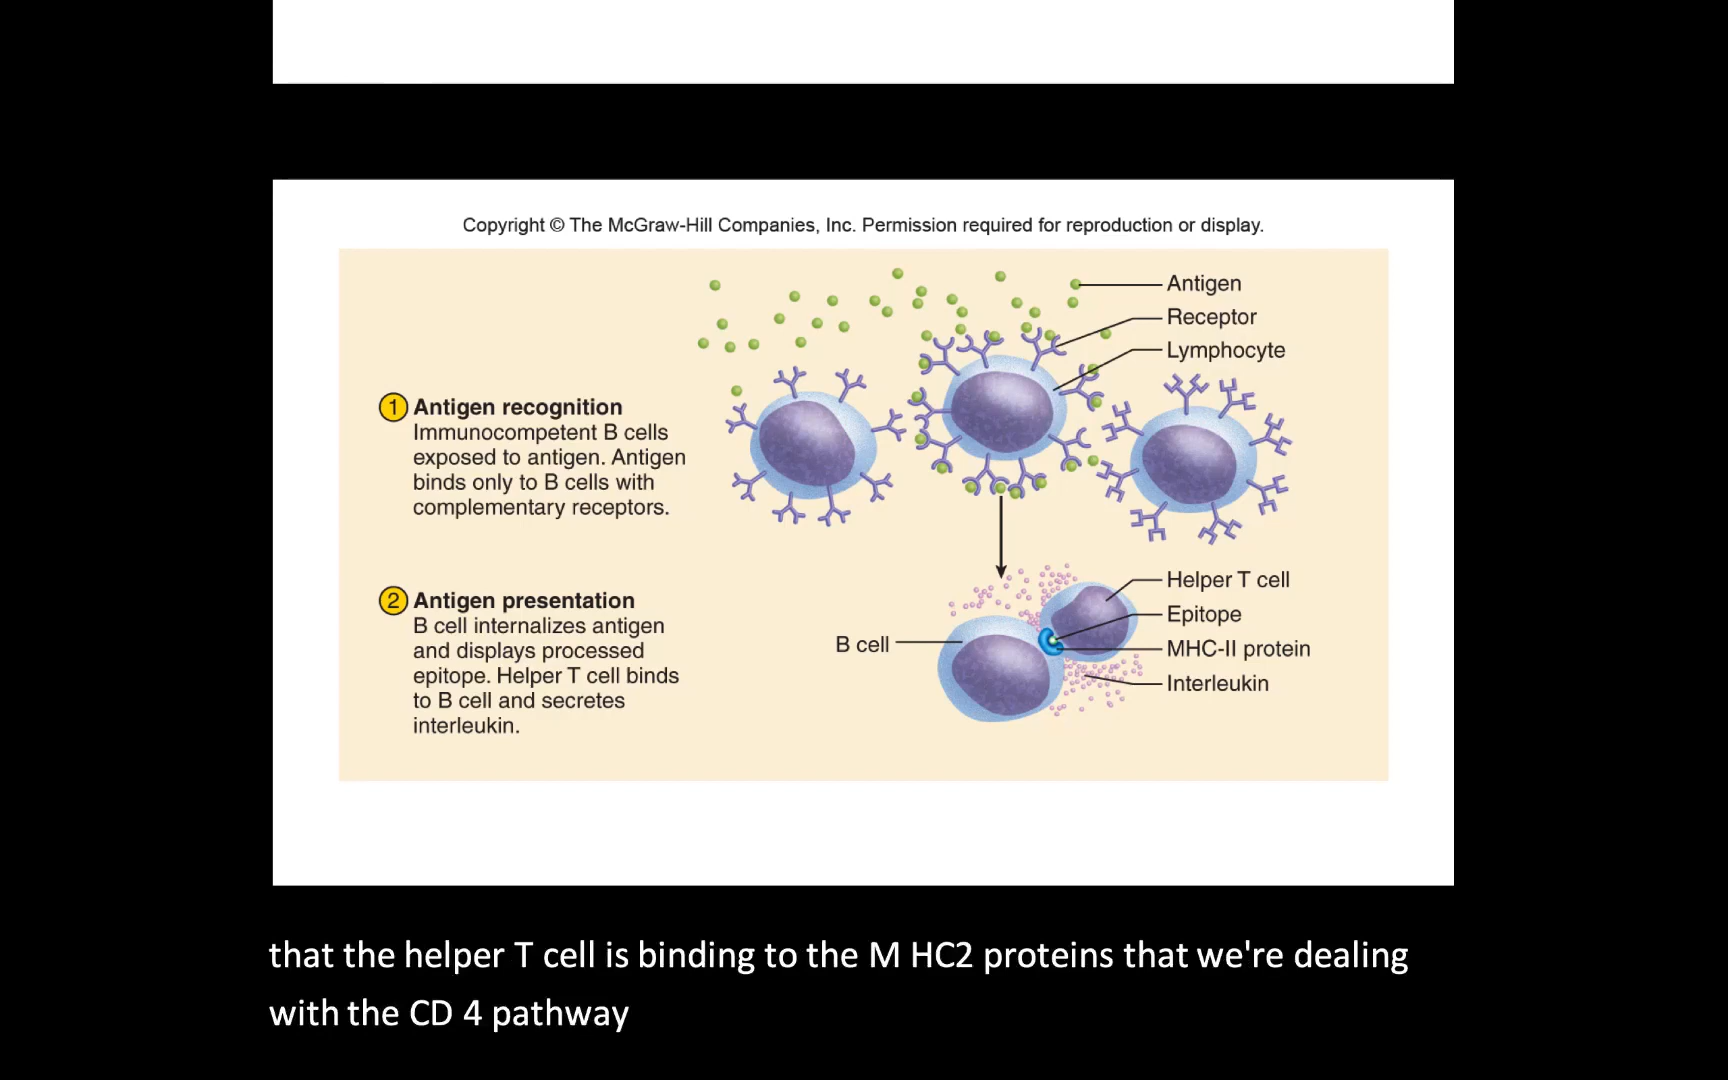 Copyright © The McGraw-Hill Companies, Inc. Permission required for reproduction or display.
Antigen
Receptor
Lymphocyte
1 Antigen recognition
Immunocompetent B cells
exposed to antigen. Antigen
binds only to B cells with
complementary receptors.
2 Antigen presentation
B cell internalizes antigen
and displays processed
epitope. Helper T cell binds
to B cell and secretes
interleukin.
B cell
Helper T cell
Epitope
MHC-II protein
Interleukin
that the helper T cell is binding to the M HC2 proteins that we're dealing
with the CD 4 pathway